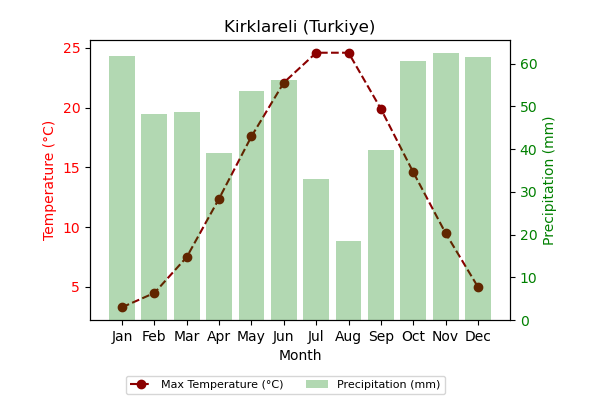 Kirklareli (Turkiye)
25
20
15
10
5
Temperature (°C)
60
50
40
30
20
10
0
Precipitation (mm)
Jan Feb Mar Apr May Jun Jul Aug Sep Oct Nov Dec
Month
Max Temperature (°C) Precipitation (mm)